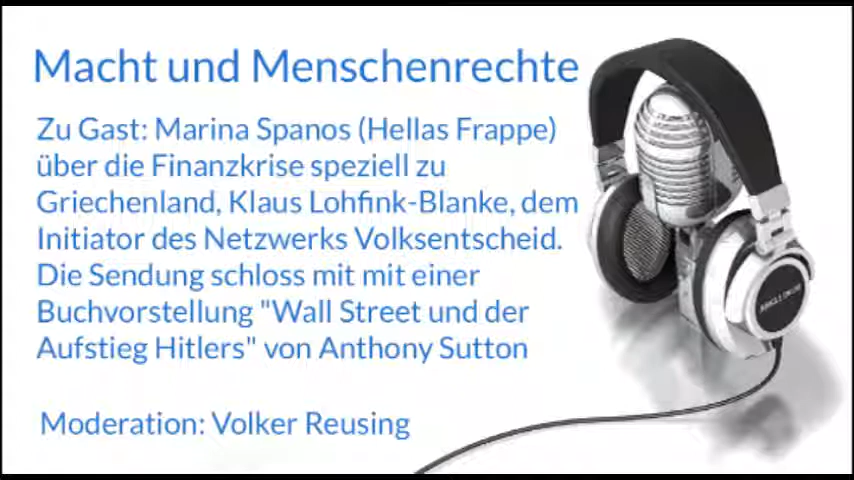 Macht und Menschenrechte
Zu Gast: Marina Spanos (Hellas Frappe)
über die Finanzkrise speziell zu
Griechenland, Klaus Lohfink-Blanke, dem
Initiator des Netzwerks Volksentscheid.
Die Sendung schloss mit mit einer
Buchvorstellung "Wall Street und der
Aufstieg Hitlers" von Anthony Sutton
Moderation: Volker Reusing